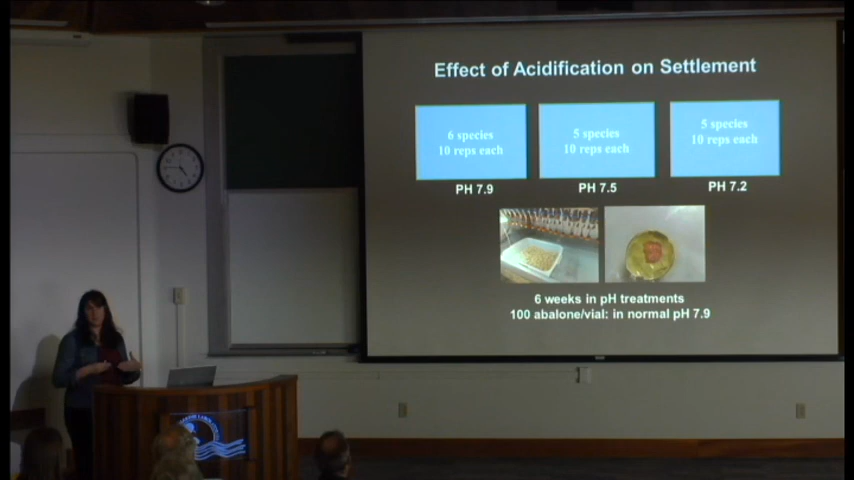 Effect of Acidification on Settlement
6 species
10 reps each
5 species
10 reps each
5 species
10 reps each
PH 7.9
PH 7.5
PH 7.2
6 weeks in pH treatments
100 abalone/vial: in normal pH 7.9